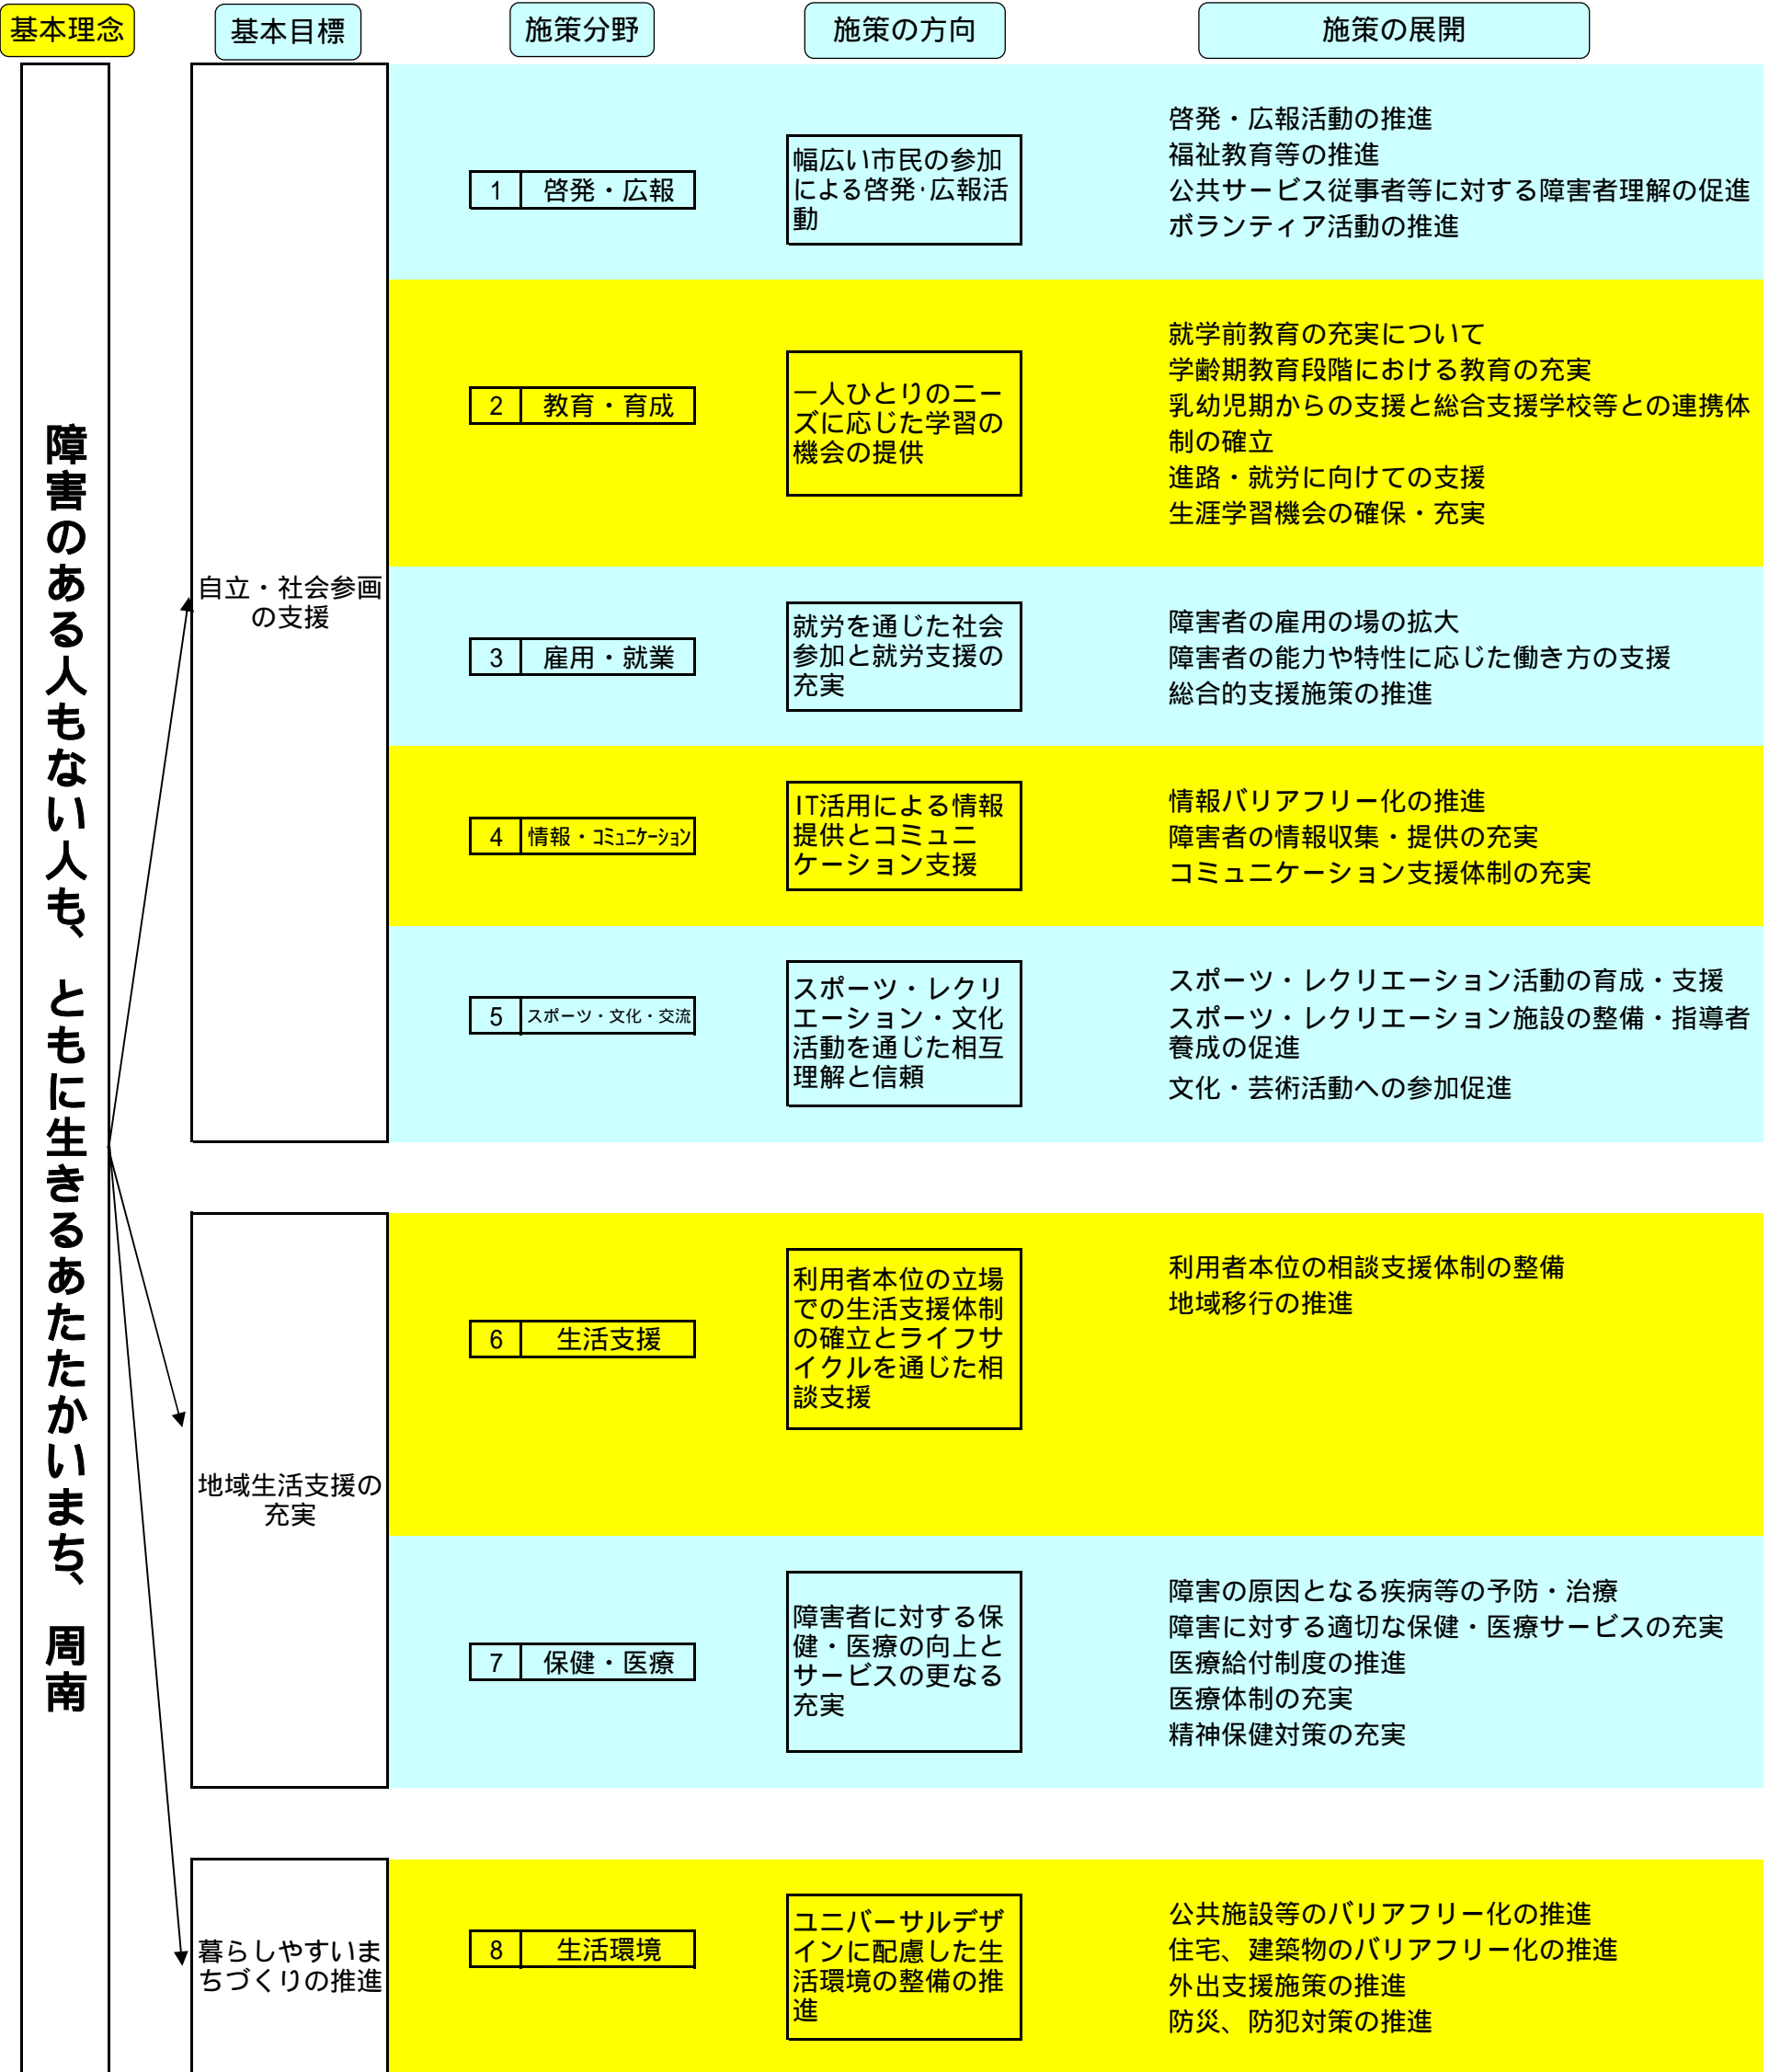 基本理念
基本目標
施策分野
施策の方向
施策の展開
障害のある人もない人も、ともに生きるあたたかいまち、周南
自立・社会参画
の支援
1
啓発・広報
幅広い市民の参加
による啓発・広報活
動
啓発・広報活動の推進
福祉教育等の推進
公共サービス従事者等に対する障害者理解の促進
ボランティア活動の推進
2
教育・育成
一人ひとりのニー
ズに応じた学習の
機会の提供
就学前教育の充実について
学齢期教育段階における教育の充実
乳幼児期からの支援と総合支援学校等との連携体
制の確立
進路・就労に向けての支援
生涯学習機会の確保・充実
3
雇用・就業
就労を通じた社会
参加と就労支援の
充実
障害者の雇用の場の拡大
障害者の能力や特性に応じた働き方の支援
総合的支援施策の推進
4
情報・ｺﾐｭﾆｹｰｼｮﾝ
IT活用による情報
提供とコミュニ
ケーション支援
情報バリアフリー化の推進
障害者の情報収集・提供の充実
コミュニケーション支援体制の充実
5
スポーツ・文化・交流
スポーツ・レクリ
エーション・文化
活動を通じた相互
理解と信頼
スポーツ・レクリエーション活動の育成・支援
スポーツ・レクリエーション施設の整備・指導者
養成の促進
文化・芸術活動への参加促進
地域生活支援の
充実
6
生活支援
利用者本位の立場
での生活支援体制
の確立とライフサ
イクルを通じた相
談支援
利用者本位の相談支援体制の整備
地域移行の推進
7
保健・医療
障害者に対する保
健・医療の向上と
サービスの更なる
充実
障害の原因となる疾病等の予防・治療
障害に対する適切な保健・医療サービスの充実
医療給付制度の推進
医療体制の充実
精神保健対策の充実
暮らしやすいま
ちづくりの推進
8
生活環境
ユニバーサルデザ
インに配慮した生
活環境の整備の推
進
公共施設等のバリアフリー化の推進
住宅、建築物のバリアフリー化の推進
外出支援施策の推進
防災、防犯対策の推進